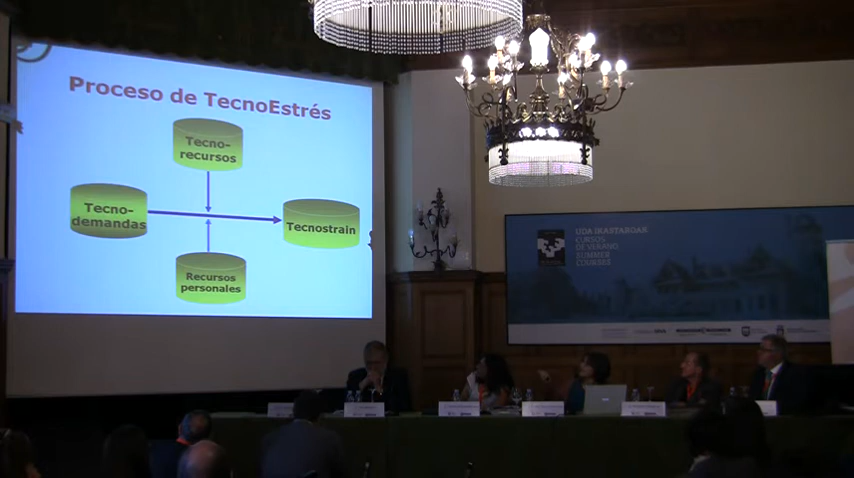 Proceso de TecnoEstrés
Tecno-
recursos
Tecno-
demandas
Tecnostrain
Recursos
personales
UDA IKASTAROAK
CURSOS
DE VERANO
SUMMER
COURSES